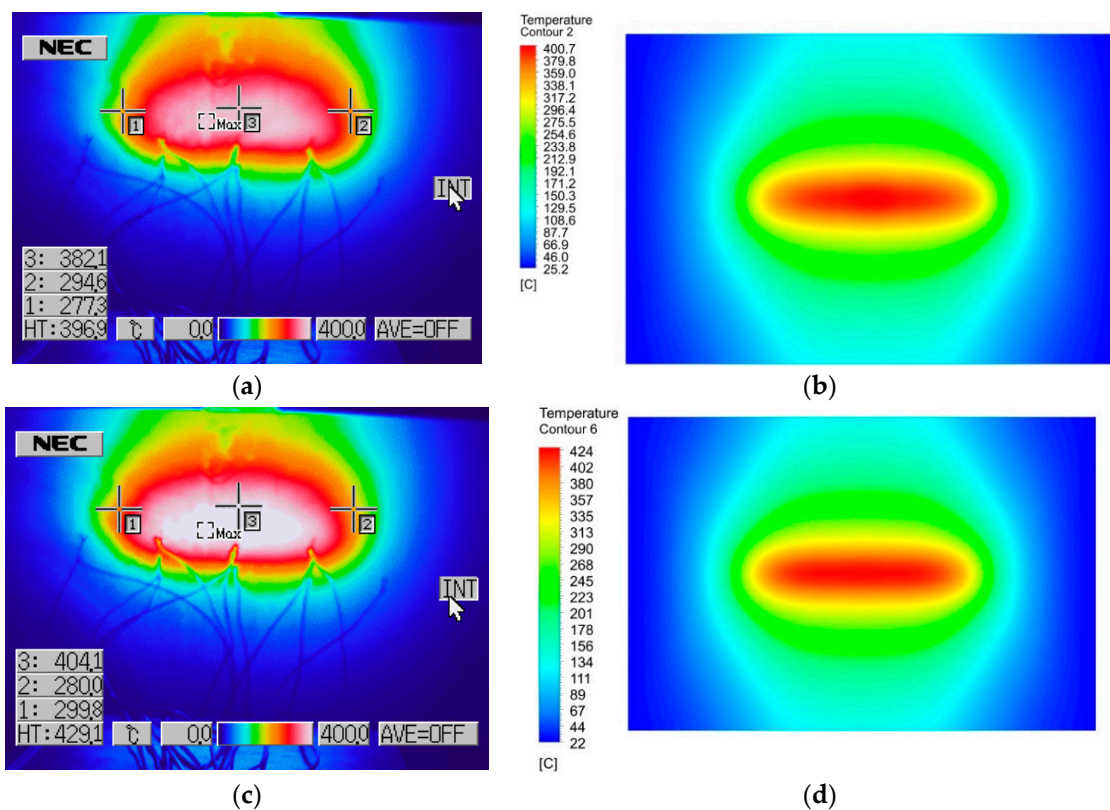 NEC
1
Max
3
2
INT
3: 382.1
2: 294.6
1: 277.3
HT:396.9 ℃ 0.0 400.0 AVE=OFF
(a)
Temperature
Contour 2
400.7
379.8
359.0
338.1
317.2
296.4
275.5
254.6
233.8
212.9
192.1
171.2
150.3
129.5
108.6
87.7
66.9
46.0
25.2
[C]
(b)
NEC
1
Max
3
2
INT
3: 404.1
2: 280.0
1: 299.8
HT:429.1 ℃ 0.0 400.0 AVE=OFF
(c)
Temperature
Contour 6
424
402
380
357
335
313
290
268
245
223
201
178
156
134
111
89
67
44
22
[C]
(d)